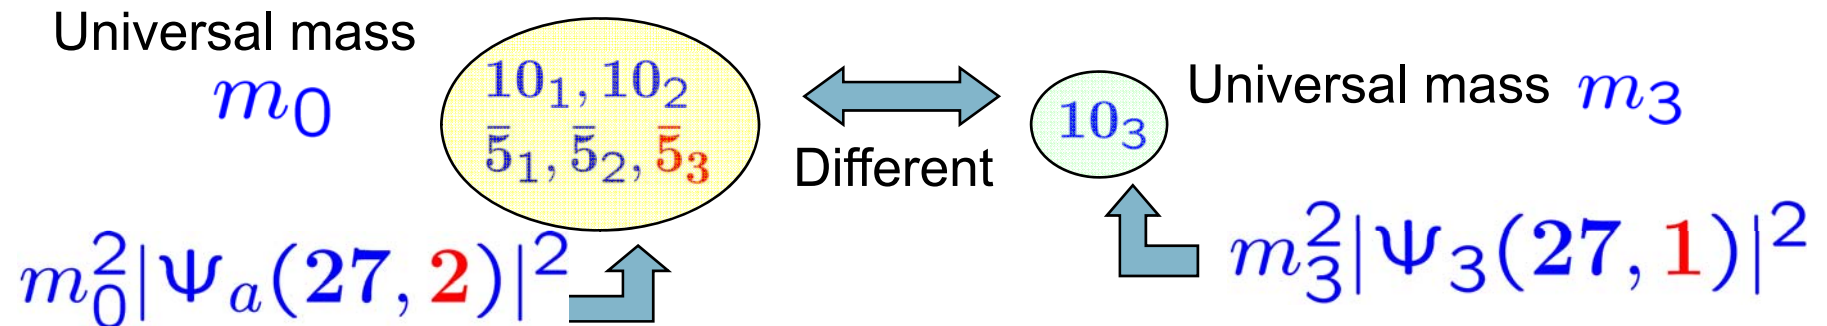 Universal mass
m₀
10₁, 10₂
5̄₁, 5̄₂, 5̄₃
Different
10₃
Universal mass m₃
m₀²|Ψₐ(27, 2)|²
m₃²|Ψ₃(27, 1)|²